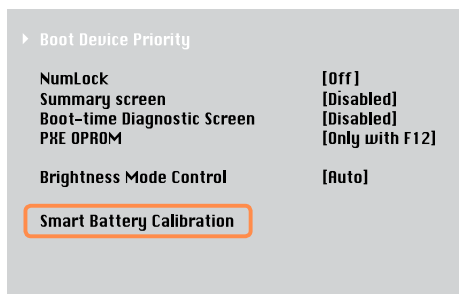 Boot Device Priority
NumLock [Off]
Summary screen [Disabled]
Boot-time Diagnostic Screen [Disabled]
PXE OPROM [Only with F12]
Brightness Mode Control [Auto]
Smart Battery Calibration